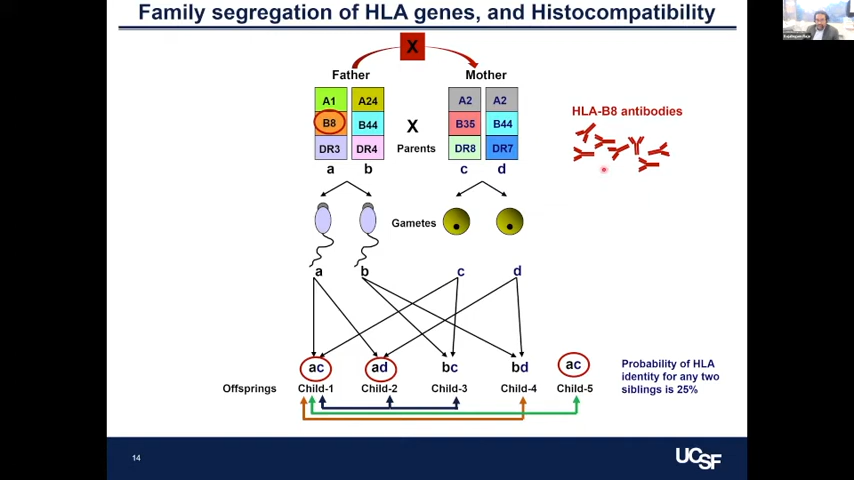 Family segregation of HLA genes, and Histocompatibility
X
Father
Mother
A1
A24
A2
A2
HLA-B8 antibodies
B8
B44
X
B35
B44
DR3
DR4
Parents
DR8
DR7
a
b
c
d
Gametes
a
b
c
d
ac
ad
bc
bd
ac
Offsprings
Child-1
Child-2
Child-3
Child-4
Child-5
Probability of HLA
identity for any two
siblings is 25%
14
UCSF